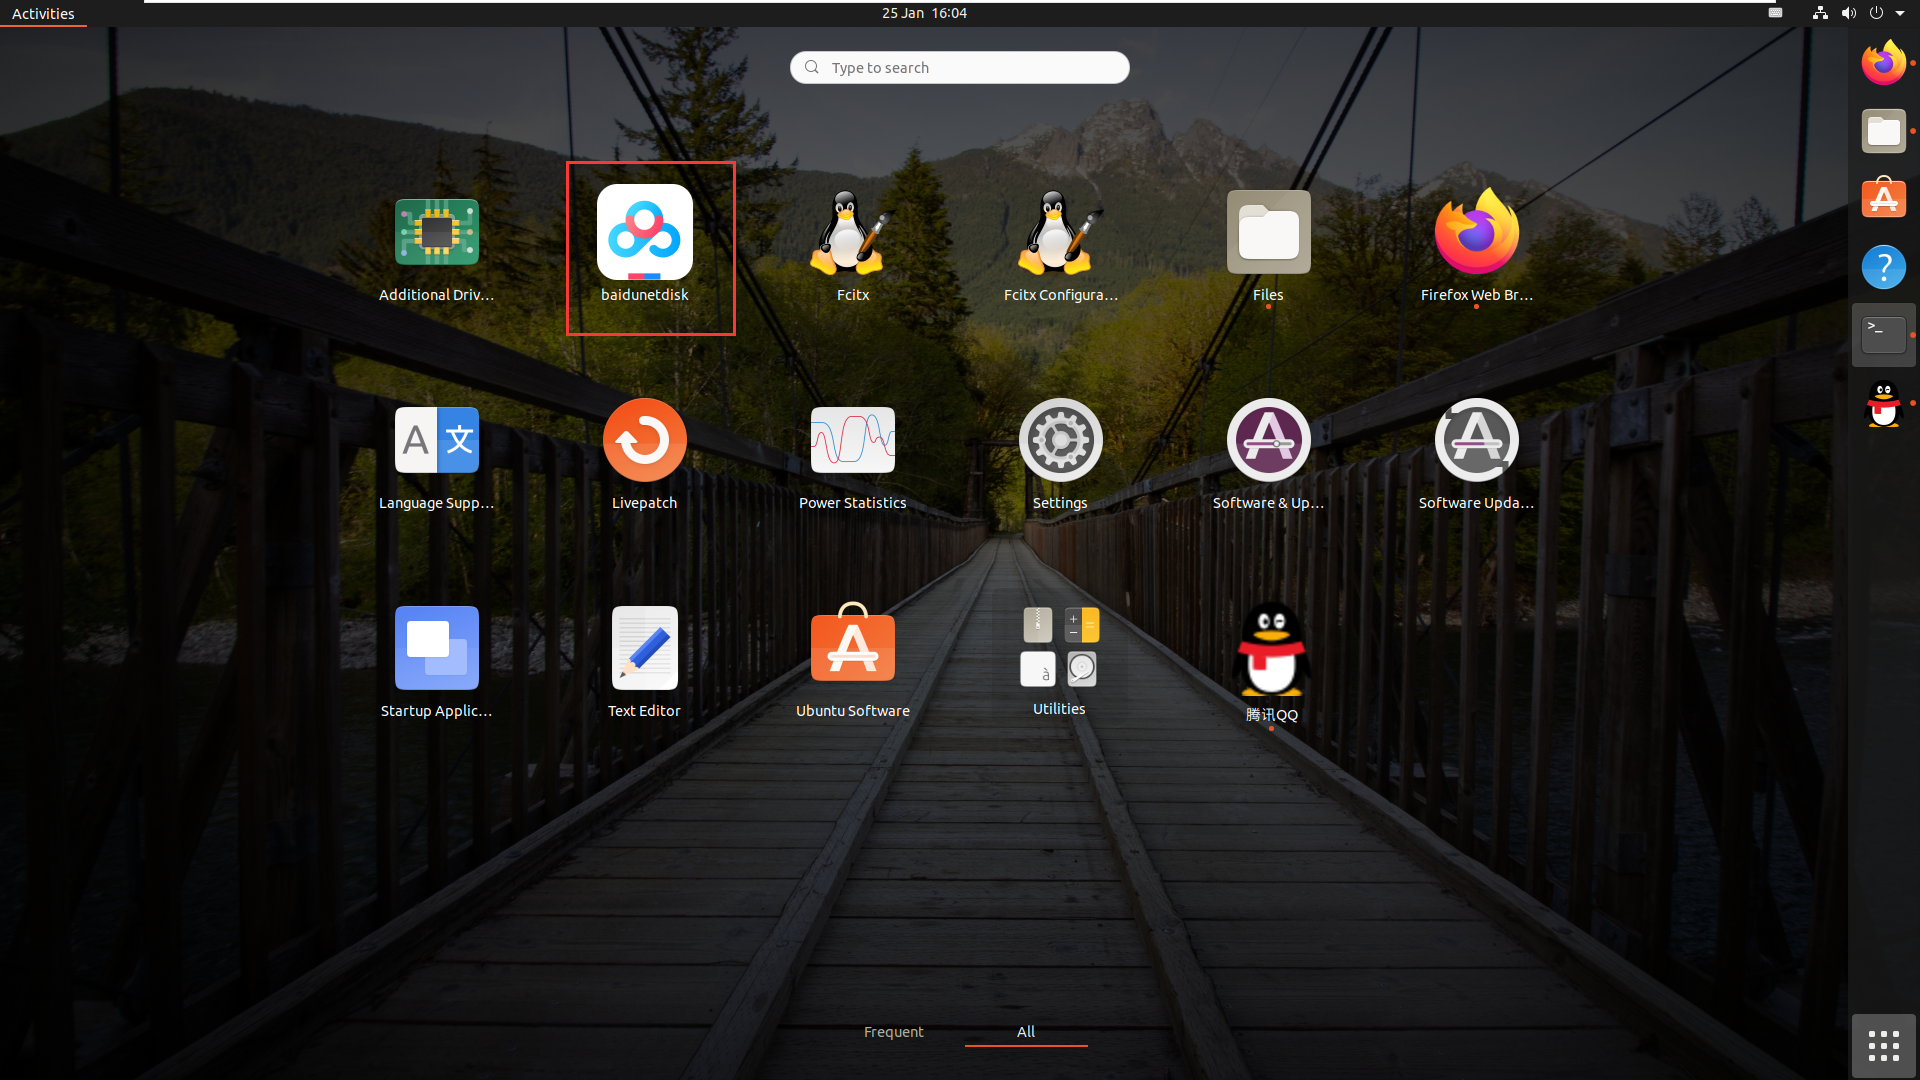 Activities
25 Jan 16:04
Type to search
Additional Driv...
baidunetdisk
Fcitx
Fcitx Configura...
Files
Firefox Web Br...
Language Supp...
Livepatch
Power Statistics
Settings
Software & Up...
Software Upda...
Startup Applic...
Text Editor
Ubuntu Software
Utilities
腾讯QQ
Frequent
All